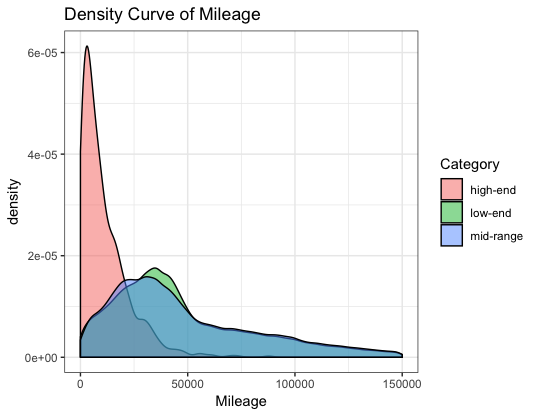 Density Curve of Mileage
6e-05
4e-05
2e-05
0e+00
density
0
50000
100000
150000
Mileage
Category
high-end
low-end
mid-range